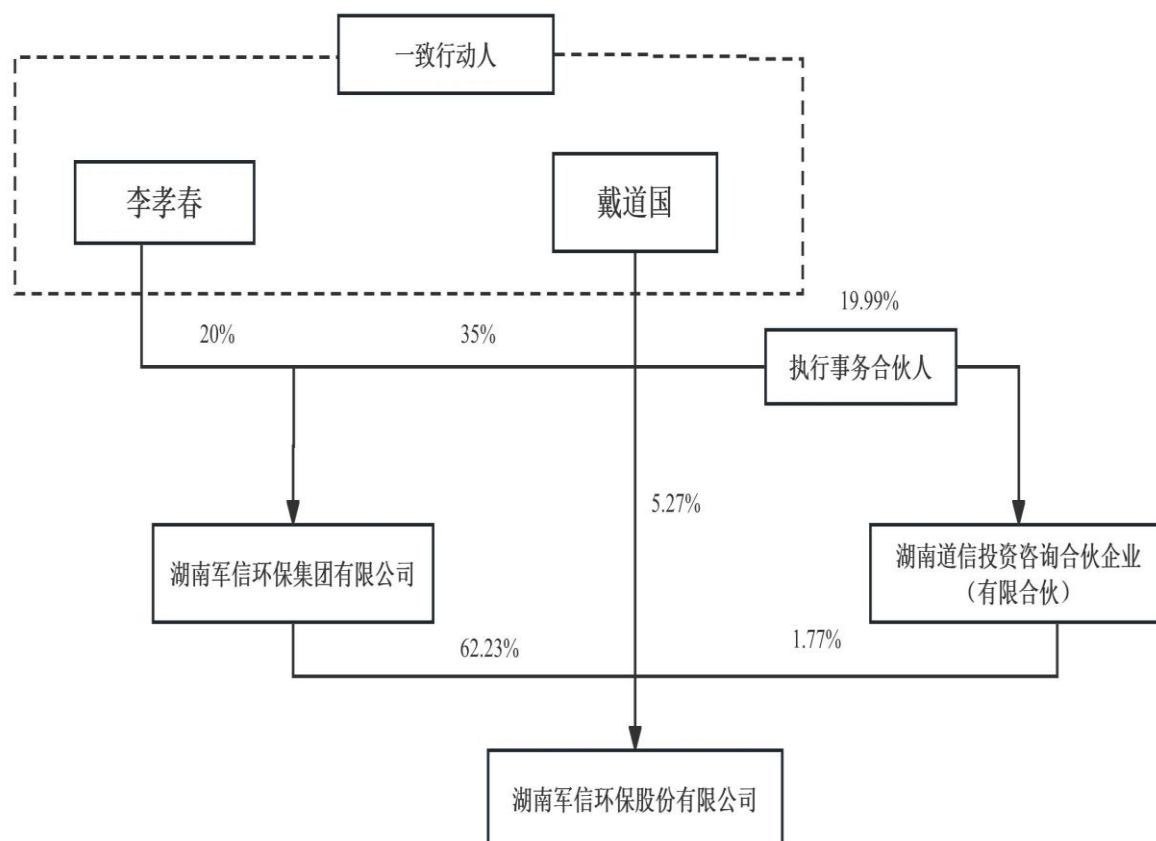 一致行动人
李孝春
戴道国
19.99%
20%
35%
执行事务合伙人
5.27%
湖南军信环保集团有限公司
湖南道信投资咨询合伙企业
（有限合伙）
62.23%
1.77%
湖南军信环保股份有限公司